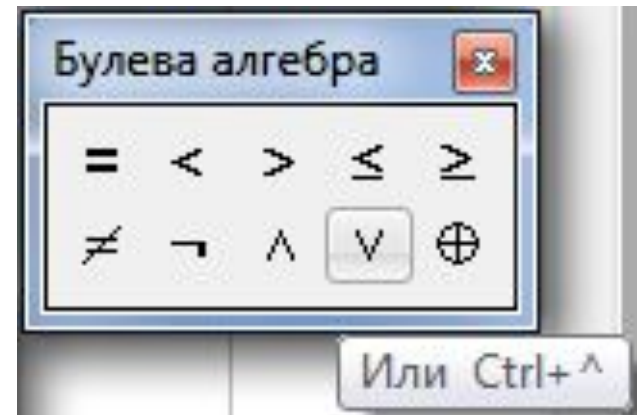 Булева алгебра
= < > ≤ ≥
≠ ¬ ∧ ∨ ⊕
Или Ctrl+^